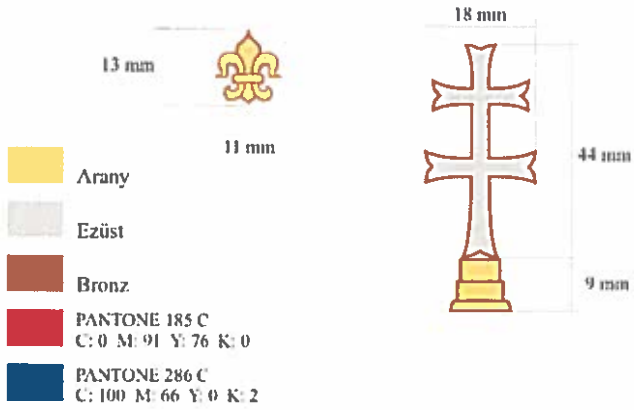 18 mm
13 mm
11 mm
44 mm
9 mm
Arany
Ezüst
Bronz
PANTONE 185 C
C: 0 M: 91 Y: 76 K: 0
PANTONE 286 C
C: 100 M: 66 Y: 0 K: 2